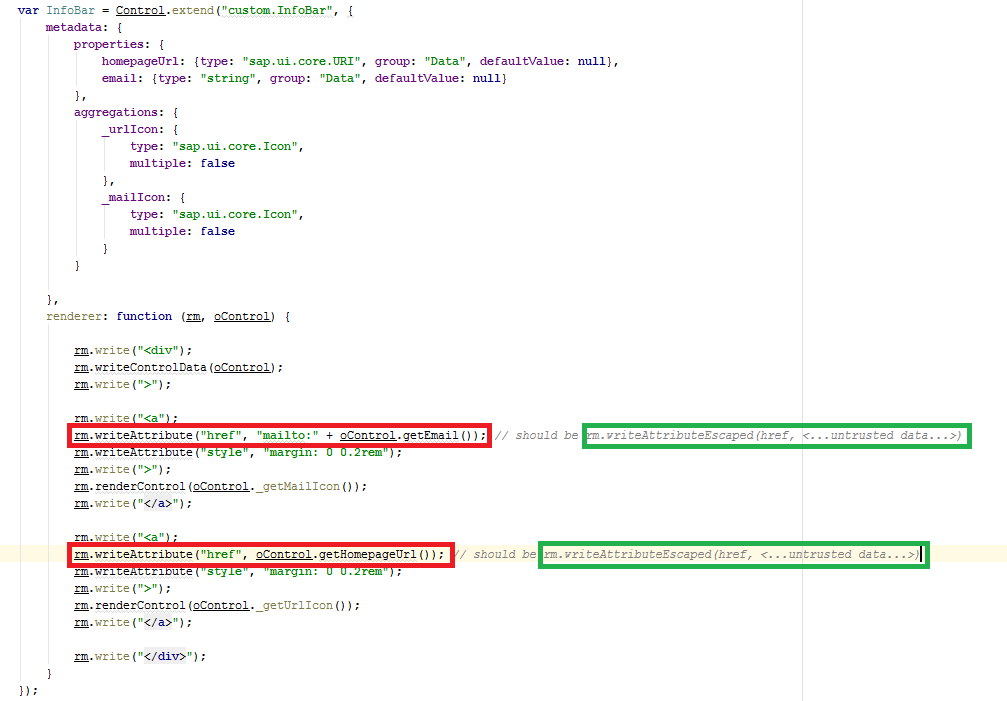 var InfoBar = Control.extend("custom.InfoBar", {
metadata: {
properties: {
homepageUrl: {type: "sap.ui.core.URI", group: "Data", defaultValue: null},
email: {type: "string", group: "Data", defaultValue: null}
},
aggregations: {
_urlIcon: {
type: "sap.ui.core.Icon",
multiple: false
},
_mailIcon: {
type: "sap.ui.core.Icon",
multiple: false
}
}
},
renderer: function (rm, oControl) {
rm.write("<div");
rm.writeControlData(oControl);
rm.write(">");
rm.write("<a");
rm.writeAttribute("href", "mailto:" + oControl.getEmail()); // should be rm.writeAttributeEscaped(href, <...untrusted data...>)
rm.writeAttribute("style", "margin: 0 0.2rem");
rm.write(">");
rm.renderControl(oControl._getMailIcon());
rm.write("</a>");
rm.write("<a");
rm.writeAttribute("href", oControl.getHomepageUrl()); // should be rm.writeAttributeEscaped(href, <...untrusted data...>)
rm.writeAttribute("style", "margin: 0 0.2rem");
rm.write(">");
rm.renderControl(oControl._getUrlIcon());
rm.write("</a>");
rm.write("</div>");
}
});